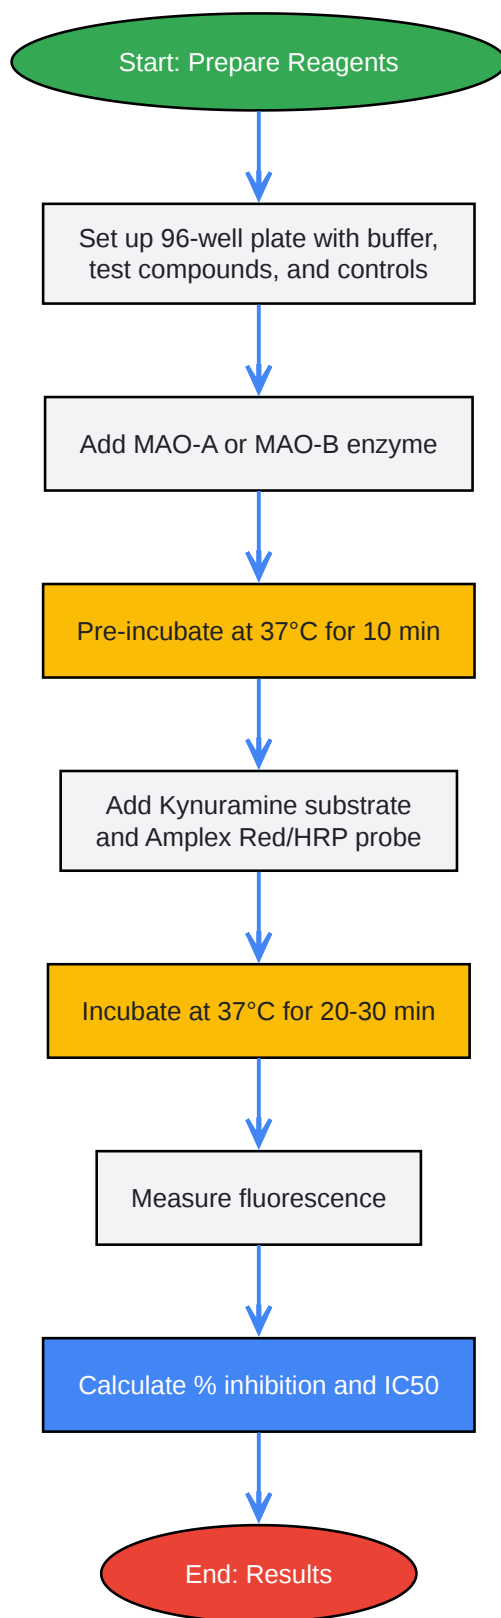 Start: Prepare Reagents
Set up 96-well plate with buffer,
test compounds, and controls
Add MAO-A or MAO-B enzyme
Pre-incubate at 37°C for 10 min
Add Kynuramine substrate
and Amplex Red/HRP probe
Incubate at 37°C for 20-30 min
Measure fluorescence
Calculate % inhibition and IC50
End: Results